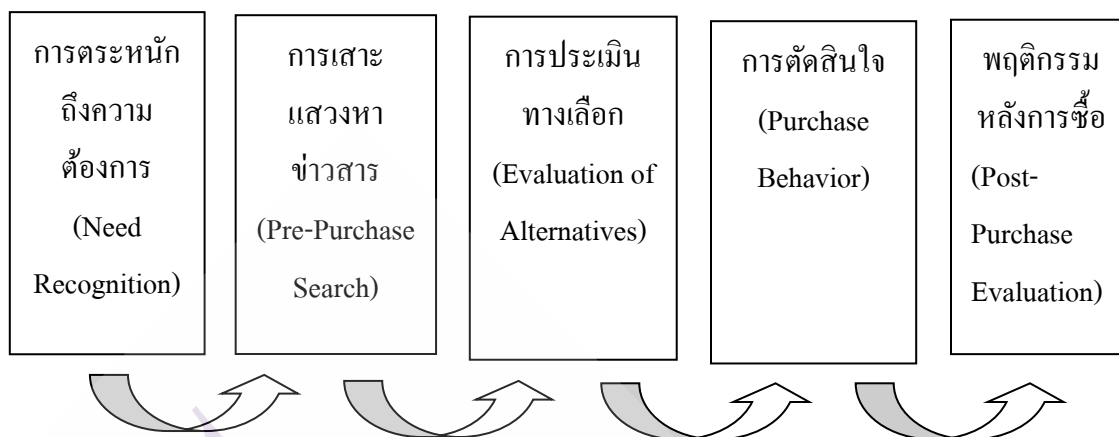 การตระหนัก
ถึงความ
ต้องการ
(Need
Recognition)
การเสาะ
แสวงหา
ข่าวสาร
(Pre-Purchase
Search)
การประเมิน
ทางเลือก
(Evaluation of
Alternatives)
การตัดสินใจ
(Purchase
Behavior)
พฤติกรรม
หลังการซื้อ
(Post-
Purchase
Evaluation)